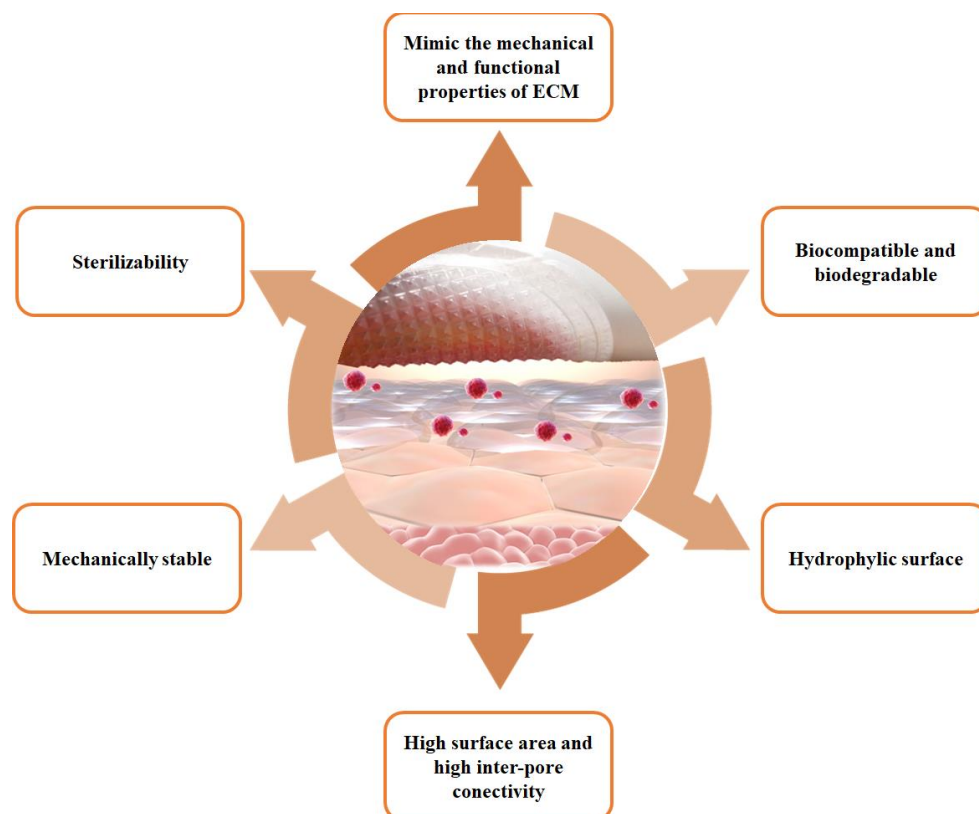 Mimic the mechanical
and functional
properties of ECM
Sterilizability
Biocompatible and
biodegradable
Mechanically stable
Hydrophylic surface
High surface area and
high inter-pore
conectivity